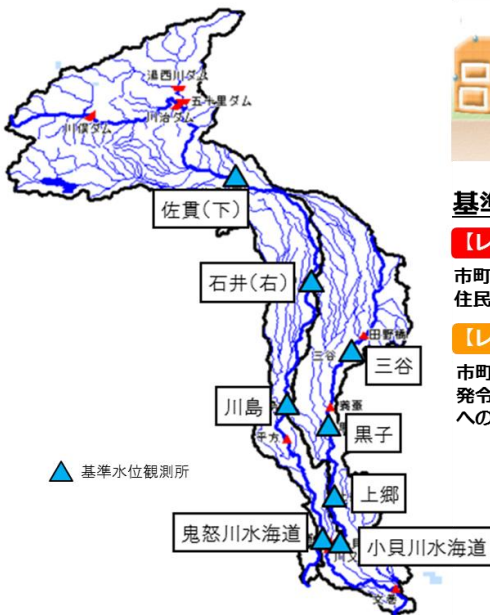 湯西川ダム
五十里ダム
川俣ダム
川治ダム
佐貫(下)
基準
【レ
市町
住民
石井(右)
【レ
田野橋
三谷
三谷
市町
発令
への
川島
黒子
平方
基準水位観測所
上郷
鬼怒川水海道
小貝川水海道